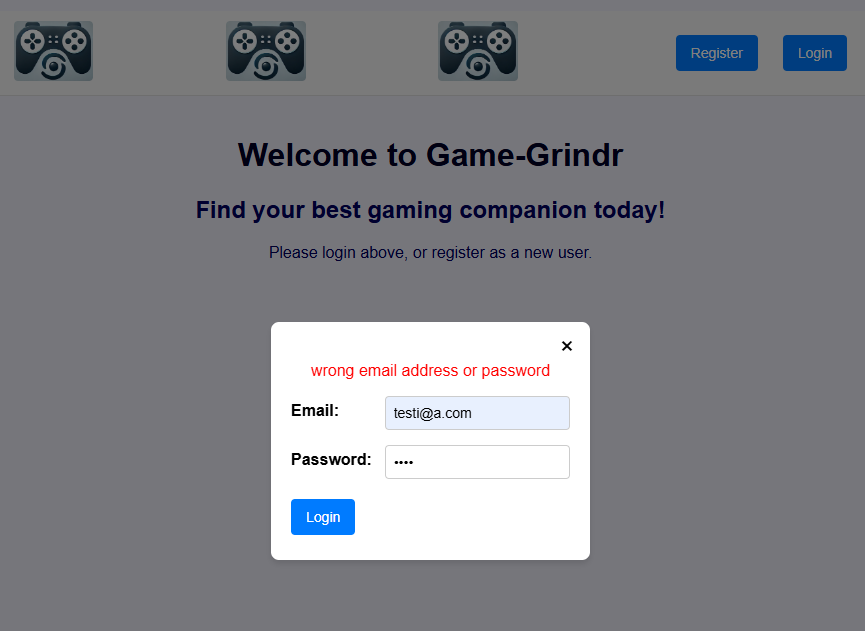 Register Login
Welcome to Game-Grindr
Find your best gaming companion today!
Please login above, or register as a new user.
×
wrong email address or password
Email: testi@a.com
Password: ••••
Login